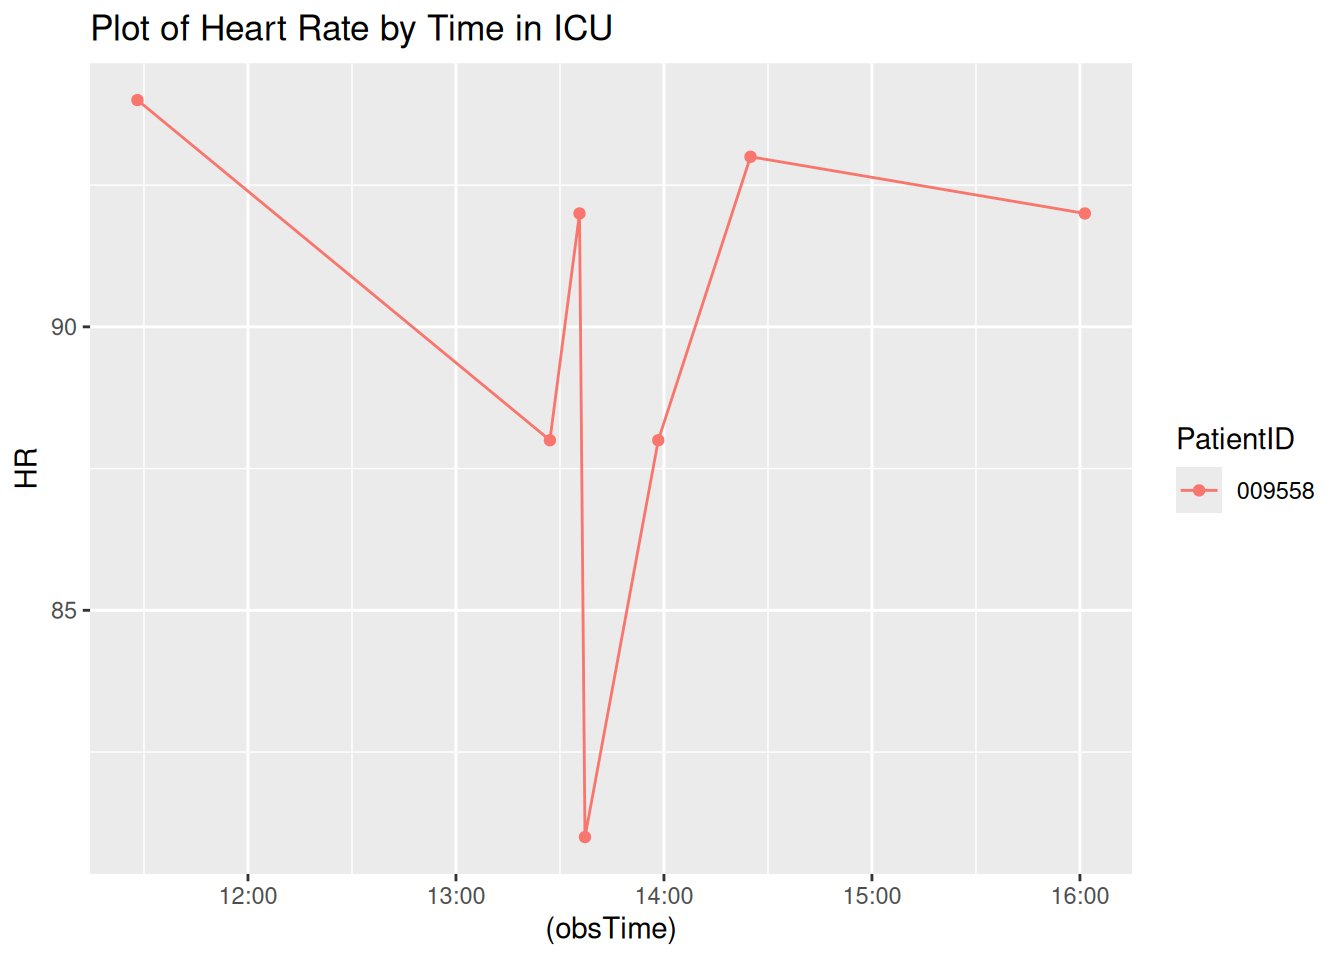 Plot of Heart Rate by Time in ICU
HR
90
85
12:00 13:00 14:00 15:00 16:00
(obsTime)
PatientID
009558